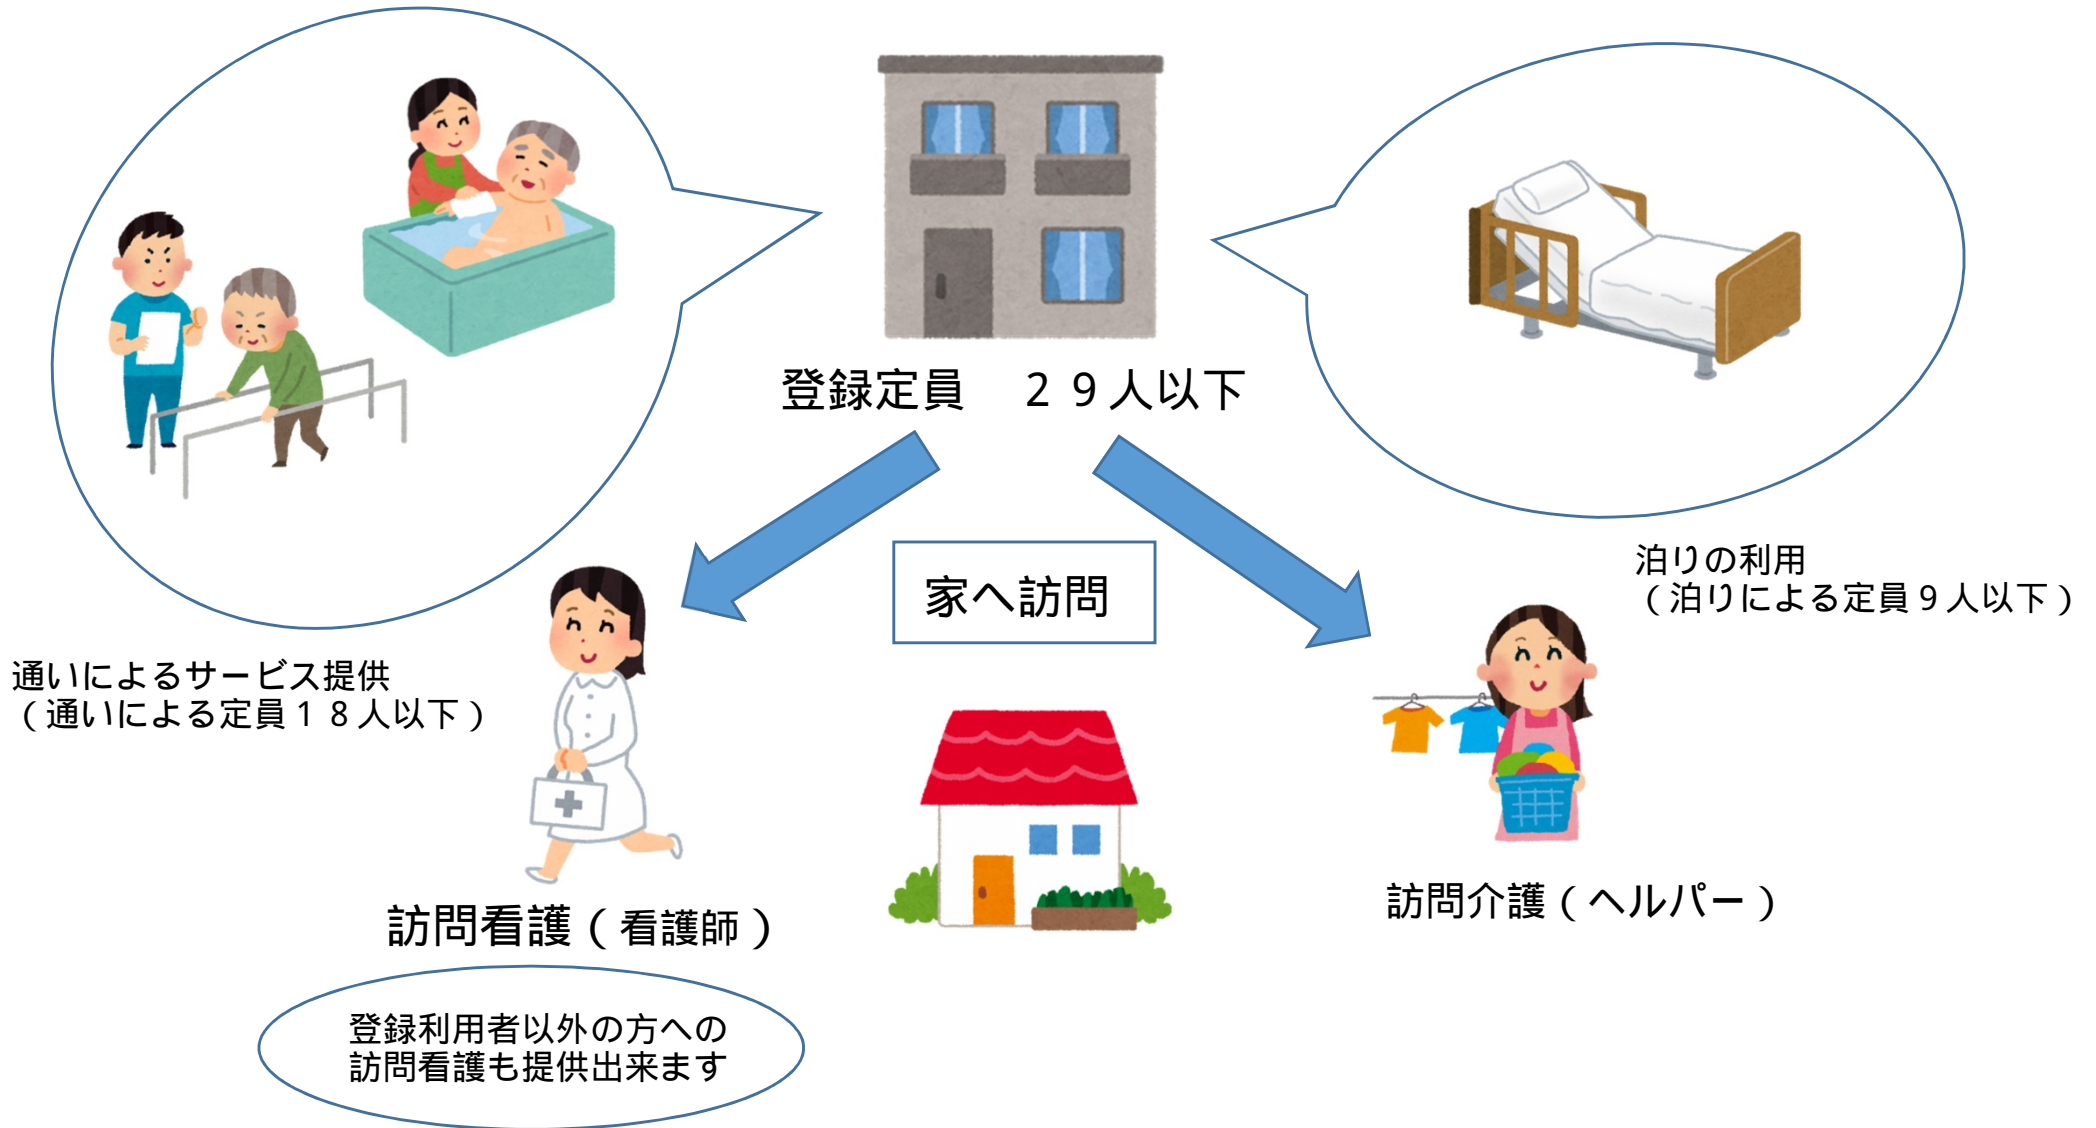 登録定員　２９人以下
家へ訪問
泊りの利用
（泊りによる定員９人以下）
通いによるサービス提供
（通いによる定員１８人以下）
訪問看護（看護師）
訪問介護（ヘルパー）
登録利用者以外の方への
訪問看護も提供出来ます